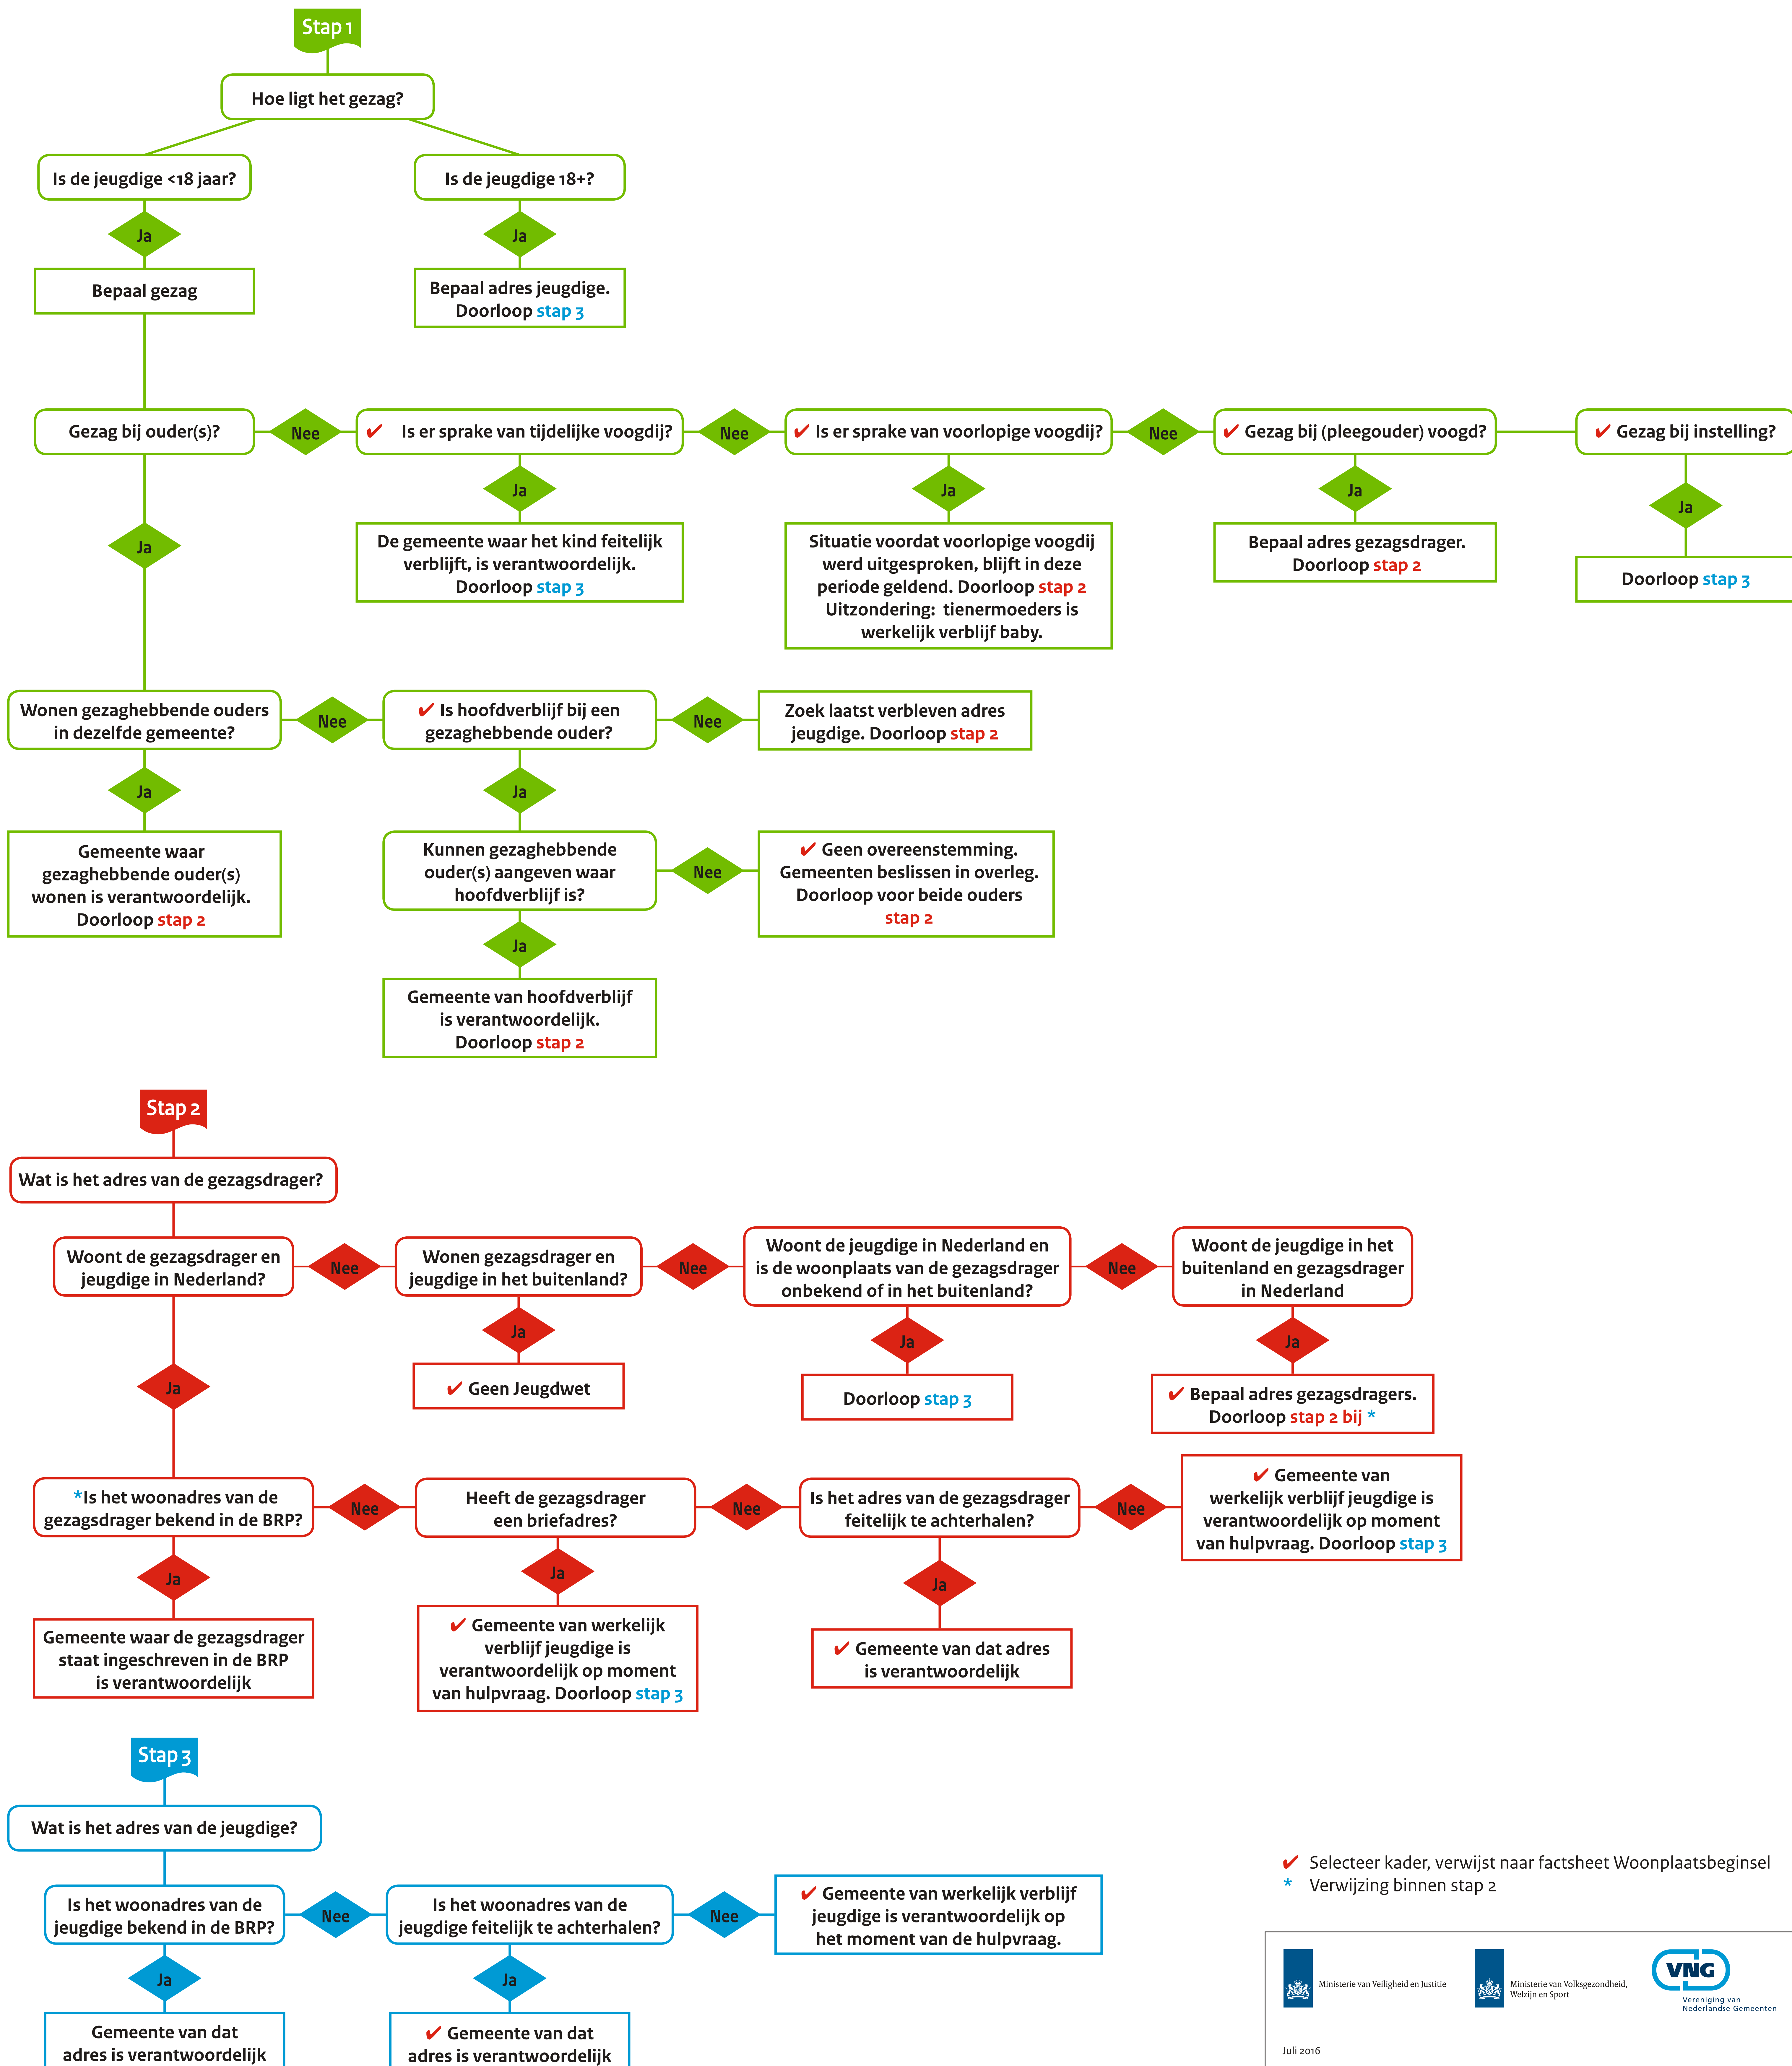 Stap 1
Hoe ligt het gezag?
Is de jeugdige <18 jaar?
Is de jeugdige 18+?
Ja
Ja
Bepaal gezag
Bepaal adres jeugdige.
Doorloop stap 3
Gezag bij ouder(s)?
Nee
✔ Is er sprake van tijdelijke voogdij?
Nee
✔ Is er sprake van voorlopige voogdij?
Nee
✔ Gezag bij (pleegouder) voogd?
✔ Gezag bij instelling?
Ja
Ja
Ja
Ja
Ja
De gemeente waar het kind feitelijk
verblijft, is verantwoordelijk.
Doorloop stap 3
Situatie voordat voorlopige voogdij
werd uitgesproken, blijft in deze
periode geldend. Doorloop stap 2
Uitzondering: tienermoeders is
werkelijk verblijf baby.
Bepaal adres gezagsdrager.
Doorloop stap 2
Doorloop stap 3
Wonen gezaghebbende ouders
in dezelfde gemeente?
Nee
✔ Is hoofdverblijf bij een
gezaghebbende ouder?
Nee
Zoek laatst verbleven adres
jeugdige. Doorloop stap 2
Ja
Ja
Gemeente waar
gezaghebbende ouder(s)
wonen is verantwoordelijk.
Doorloop stap 2
Kunnen gezaghebbende
ouder(s) aangeven waar
hoofdverblijf is?
Nee
✔ Geen overeenstemming.
Gemeenten beslissen in overleg.
Doorloop voor beide ouders
stap 2
Ja
Gemeente van hoofdverblijf
is verantwoordelijk.
Doorloop stap 2
Stap 2
Wat is het adres van de gezagsdrager?
Woont de gezagsdrager en
jeugdige in Nederland?
Nee
Wonen gezagsdrager en
jeugdige in het buitenland?
Nee
Woont de jeugdige in Nederland en
is de woonplaats van de gezagsdrager
onbekend of in het buitenland?
Nee
Woont de jeugdige in het
buitenland en gezagsdrager
in Nederland
Ja
Ja
Ja
Ja
✔ Geen Jeugdwet
Doorloop stap 3
✔ Bepaal adres gezagsdragers.
Doorloop stap 2 bij *
*Is het woonadres van de
gezagsdrager bekend in de BRP?
Nee
Heeft de gezagsdrager
een briefadres?
Nee
Is het adres van de gezagsdrager
feitelijk te achterhalen?
Nee
✔ Gemeente van
werkelijk verblijf jeugdige is
verantwoordelijk op moment
van hulpvraag. Doorloop stap 3
Ja
Ja
Ja
Gemeente waar de gezagsdrager
staat ingeschreven in de BRP
is verantwoordelijk
✔ Gemeente van werkelijk
verblijf jeugdige is
verantwoordelijk op moment
van hulpvraag. Doorloop stap 3
✔ Gemeente van dat adres
is verantwoordelijk
Stap 3
Wat is het adres van de jeugdige?
Is het woonadres van de
jeugdige bekend in de BRP?
Nee
Is het woonadres van de
jeugdige feitelijk te achterhalen?
Nee
✔ Gemeente van werkelijk verblijf
jeugdige is verantwoordelijk op
het moment van de hulpvraag.
Ja
Ja
Gemeente van dat
adres is verantwoordelijk
✔ Gemeente van dat
adres is verantwoordelijk
✔ Selecteer kader, verwijst naar factsheet Woonplaatsbeginsel
* Verwijzing binnen stap 2
Ministerie van Veiligheid en Justitie
Ministerie van Volksgezondheid,
Welzijn en Sport
VNG
Vereniging van
Nederlandse Gemeenten
Juli 2016